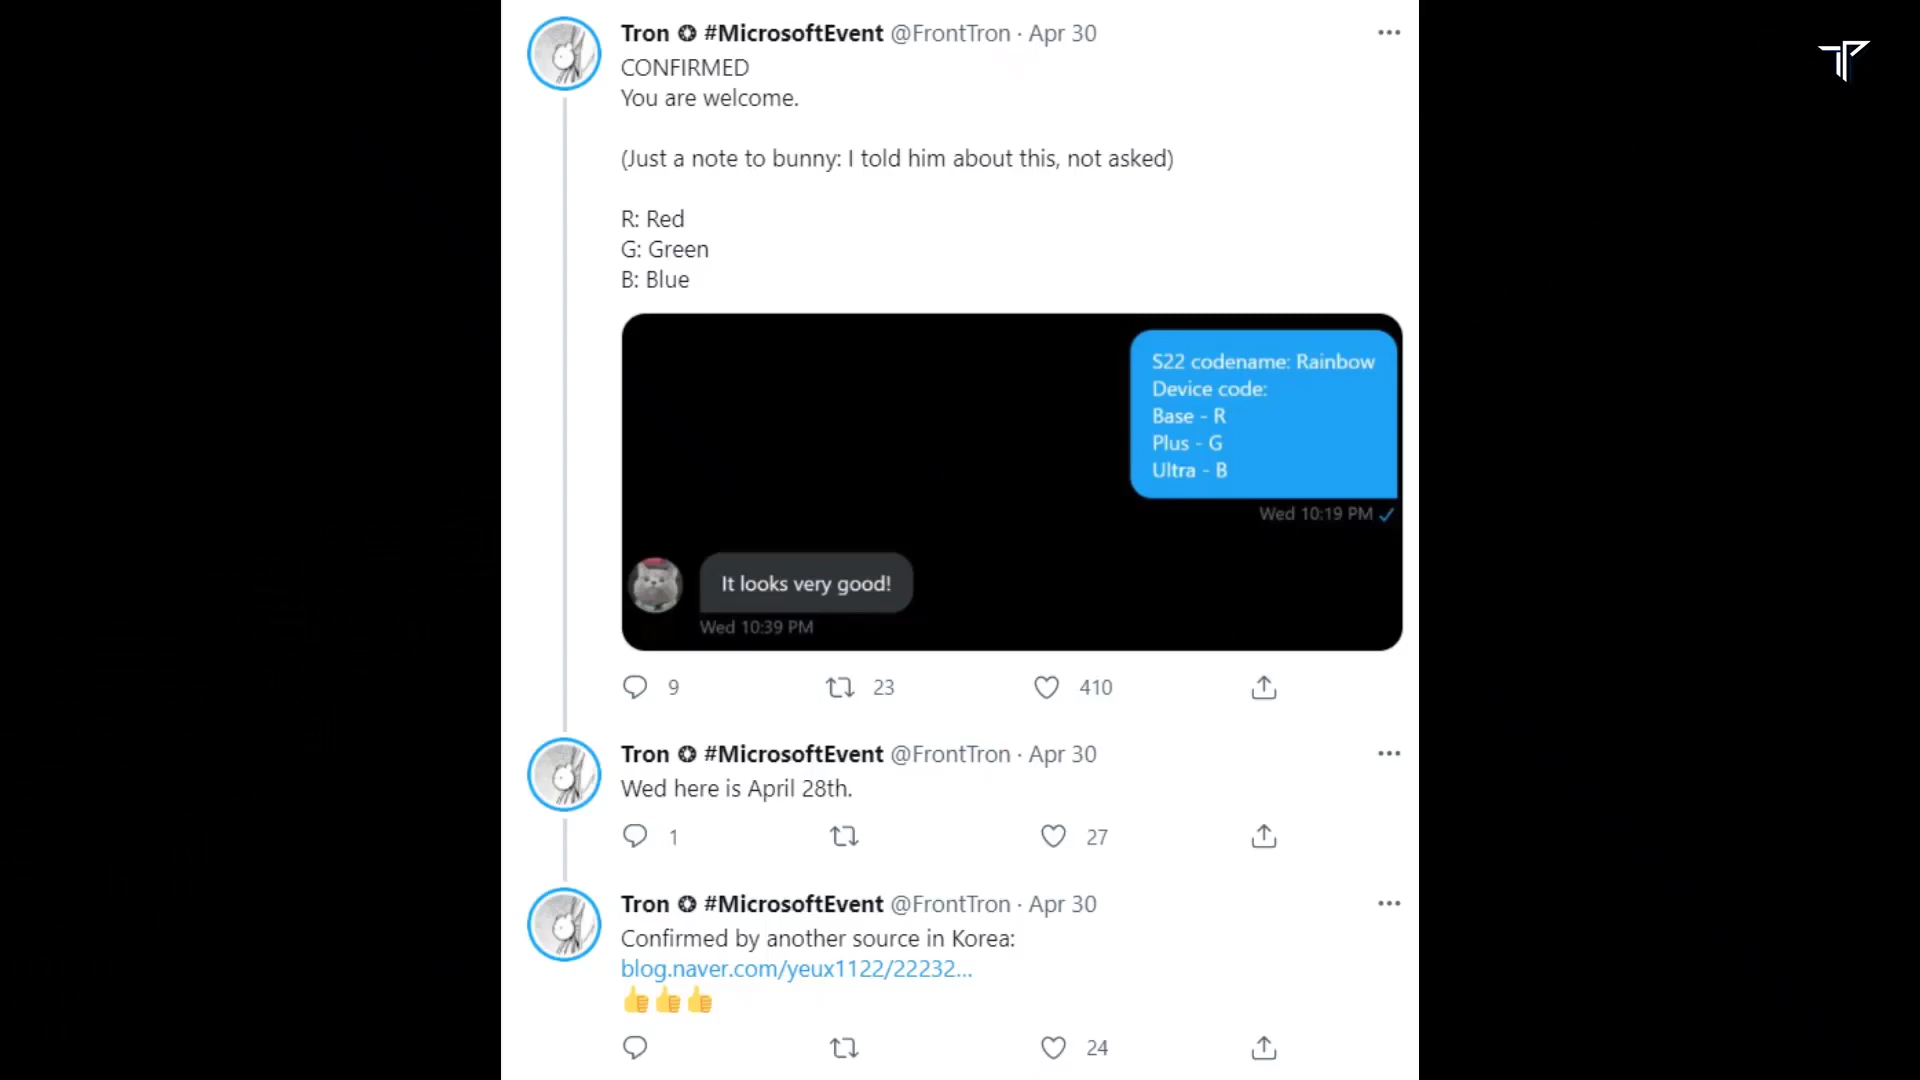 Tron ❂ #MicrosoftEvent @FrontTron · Apr 30
CONFIRMED
You are welcome.
(Just a note to bunny: I told him about this, not asked)
R: Red
G: Green
B: Blue
S22 codename: Rainbow
Device code:
Base - R
Plus - G
Ultra - B
Wed 10:19 PM ✓
It looks very good!
Wed 10:39 PM
9 23 410
Tron ❂ #MicrosoftEvent @FrontTron · Apr 30
Wed here is April 28th.
1 27
Tron ❂ #MicrosoftEvent @FrontTron · Apr 30
Confirmed by another source in Korea:
blog.naver.com/yeux1122/22232...
👍👍👍
24